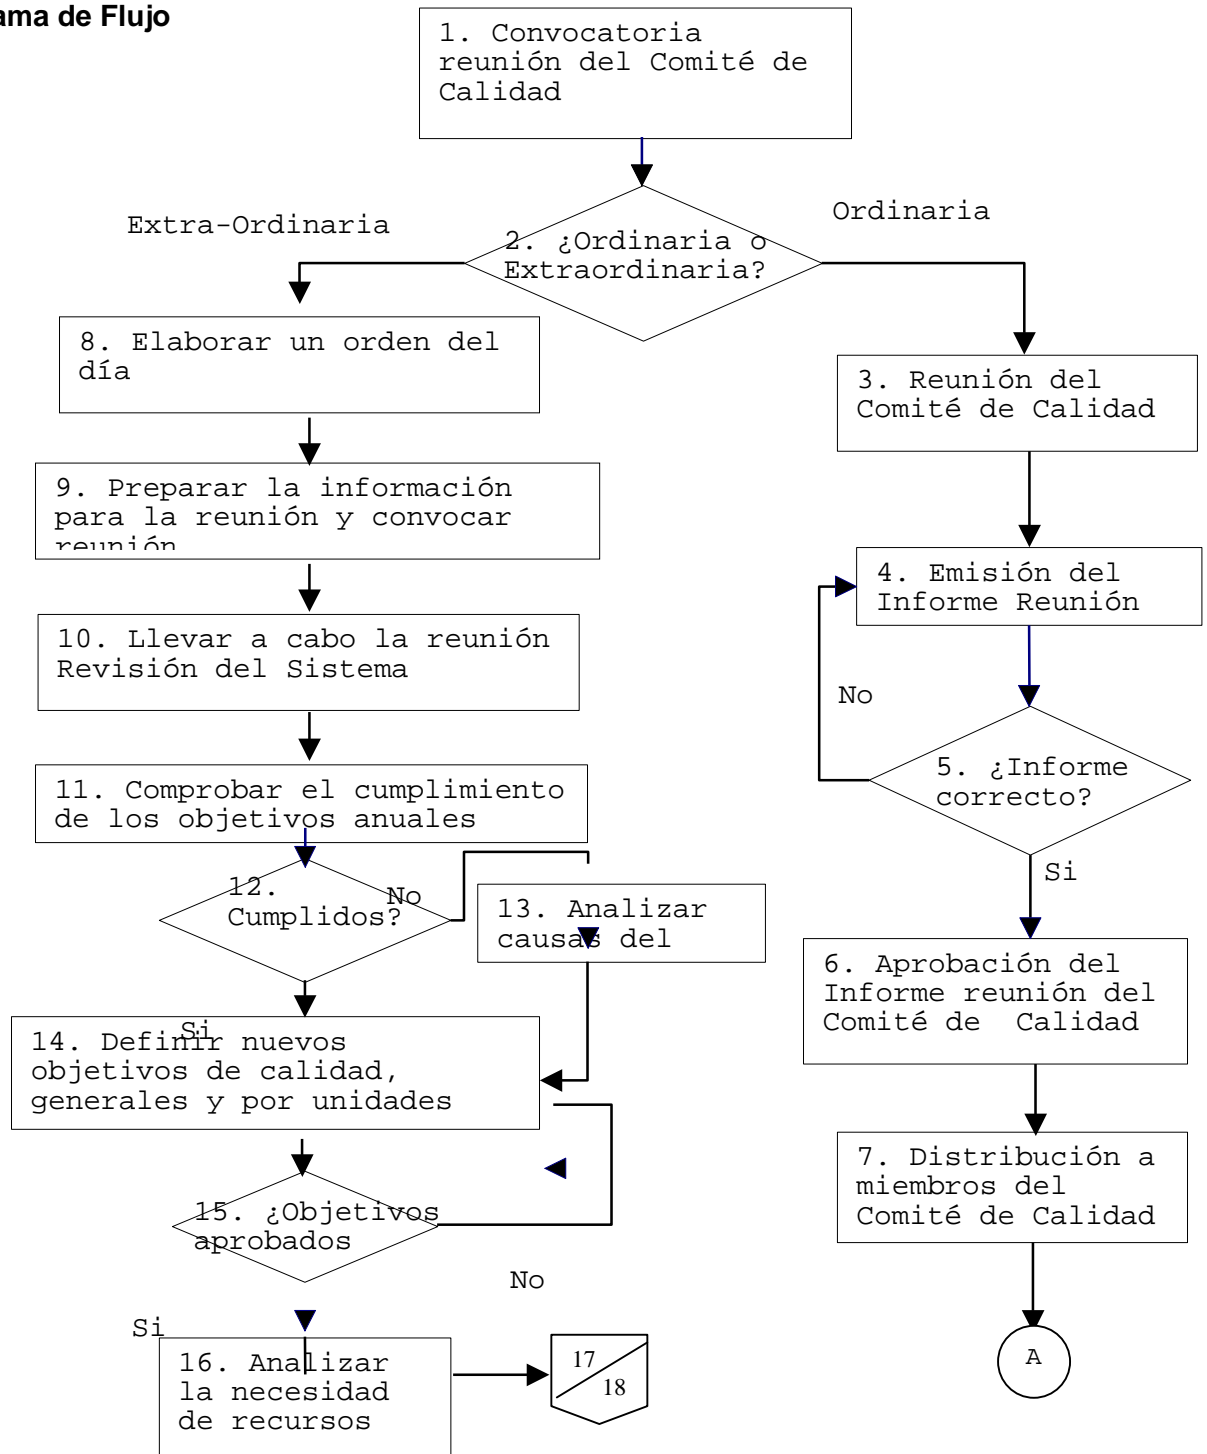 ama de Flujo
1. Convocatoria
reunión del Comité de
Calidad
Extra-Ordinaria
Ordinaria
2. ¿Ordinaria o
Extraordinaria?
8. Elaborar un orden del
día
3. Reunión del
Comité de Calidad
9. Preparar la información
para la reunión y convocar
reunión
4. Emisión del
Informe Reunión
10. Llevar a cabo la reunión
Revisión del Sistema
No
5. ¿Informe
correcto?
11. Comprobar el cumplimiento
de los objetivos anuales
Si
12.
Cumplidos?
No
13. Analizar
causas del
6. Aprobación del
Informe reunión del
Comité de  Calidad
Si
14. Definir nuevos
objetivos de calidad,
generales y por unidades
7. Distribución a
miembros del
Comité de Calidad
15. ¿Objetivos
aprobados
No
Si
16. Analizar
la necesidad
de recursos
17
18
A